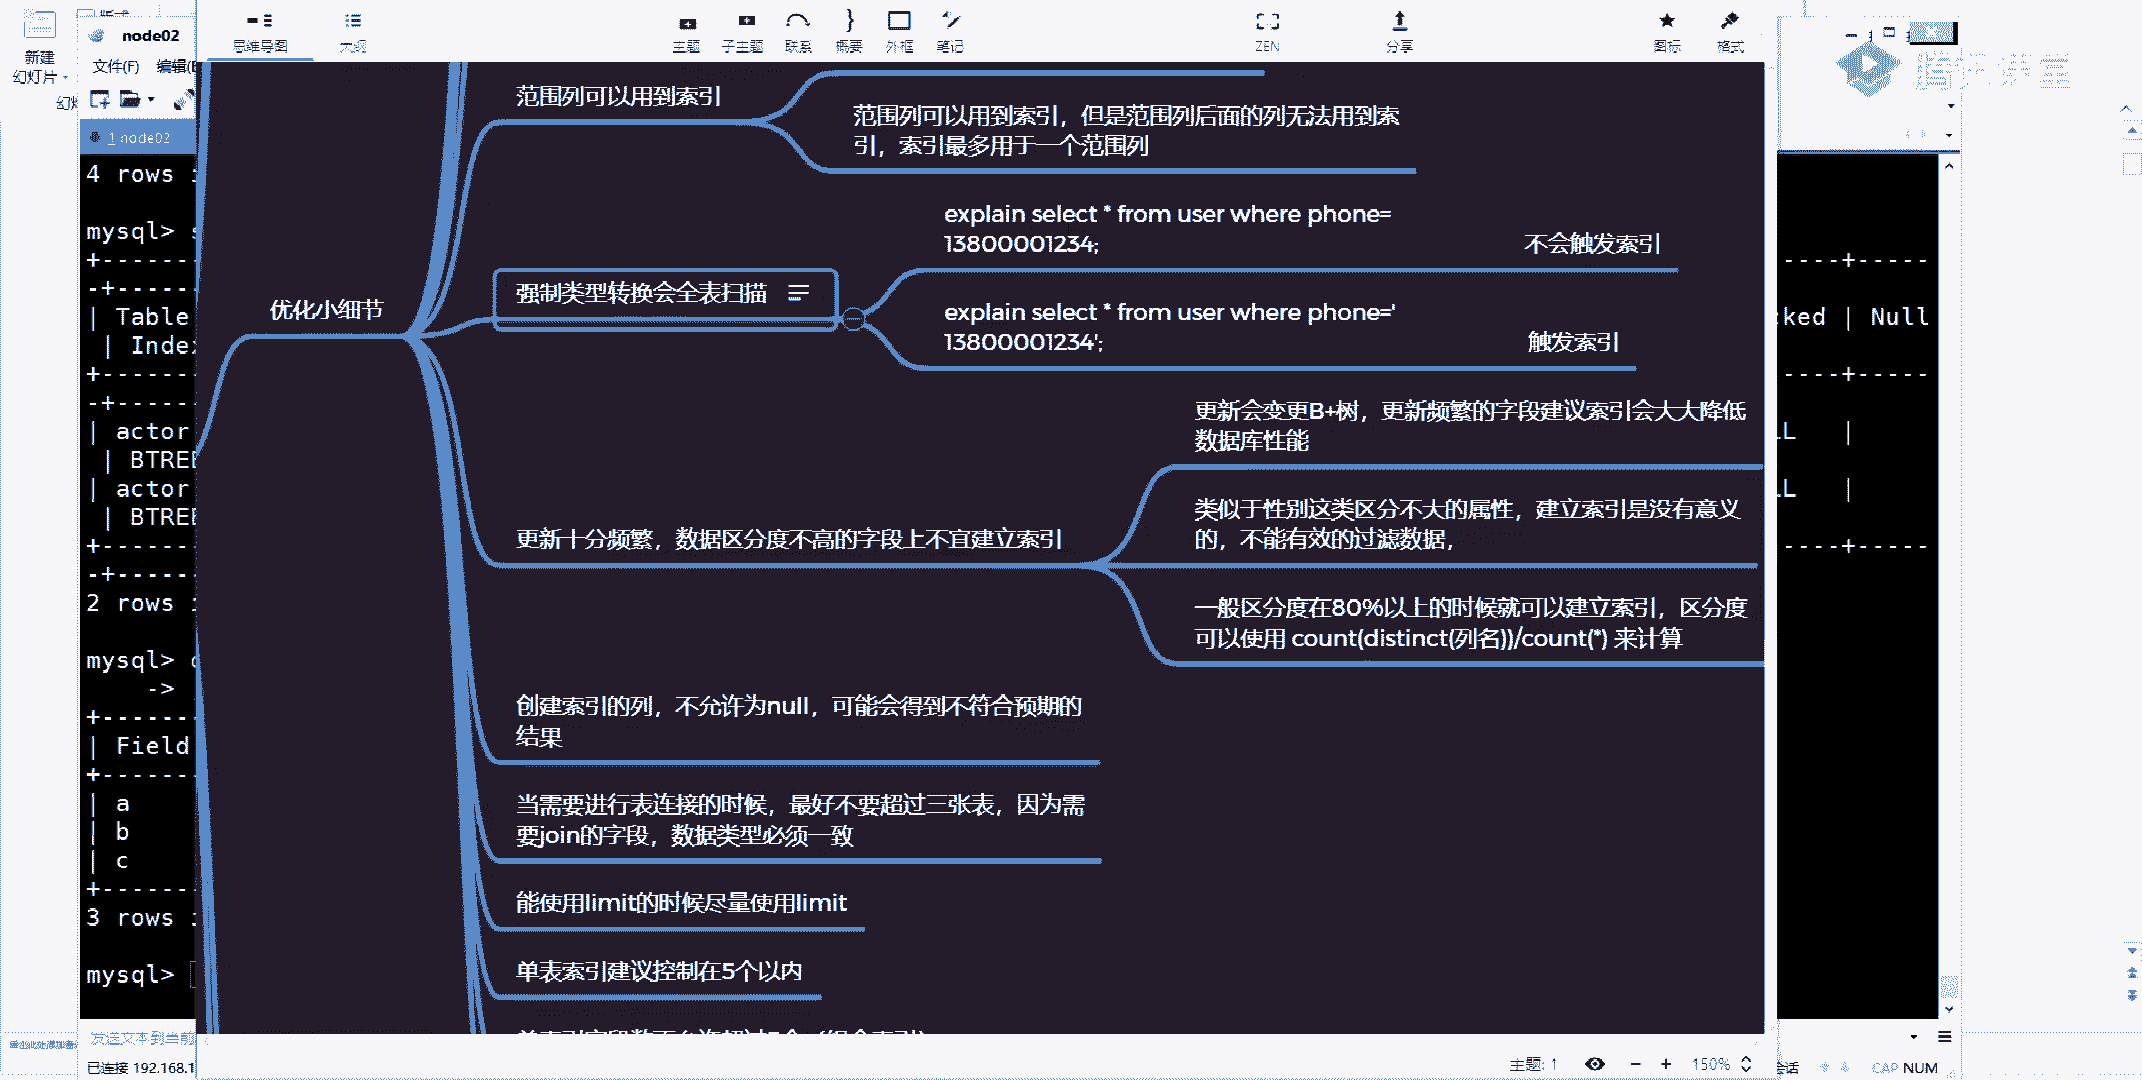 新建
幻灯片
node02
文件(F) 编辑(E
1 node02
思维导图
大纲
主题
子主题
联系
概要
外框
笔记
ZEN
分享
图标
格式
范围列可以用到索引
范围列可以用到索引，但是范围列后面的列无法用到索
引，索引最多用于一个范围列
优化小细节
强制类型转换会全表扫描
explain select * from user where phone=
13800001234;
不会触发索引
explain select * from user where phone='
13800001234';
触发索引
更新十分频繁，数据区分度不高的字段上不宜建立索引
更新会变更B+树，更新频繁的字段建议索引会大大降低
数据库性能
类似于性别这类区分不大的属性，建立索引是没有意义
的，不能有效的过滤数据，
一般区分度在80%以上的时候就可以建立索引，区分度
可以使用 count(distinct(列名))/count(*) 来计算
创建索引的列，不允许为null，可能会得到不符合预期的
结果
当需要进行表连接的时候，最好不要超过三张表，因为需
要join的字段，数据类型必须一致
能使用limit的时候尽量使用limit
单表索引建议控制在5个以内
4 rows i
mysql> s
+------
-+-----
| Table
| Index
+------
-+-----
| actor
| BTREE
| actor
| BTREE
+------
-+-----
2 rows i
mysql>
->
+------
| Field
+------
| a
| b
| c
+------
3 rows i
mysql>
----+-----
cked | Null
----+-----
LL |
LL |
----+-----
发送文本到当前
已连接 192.168.1
主题: 1
150%
CAP NUM